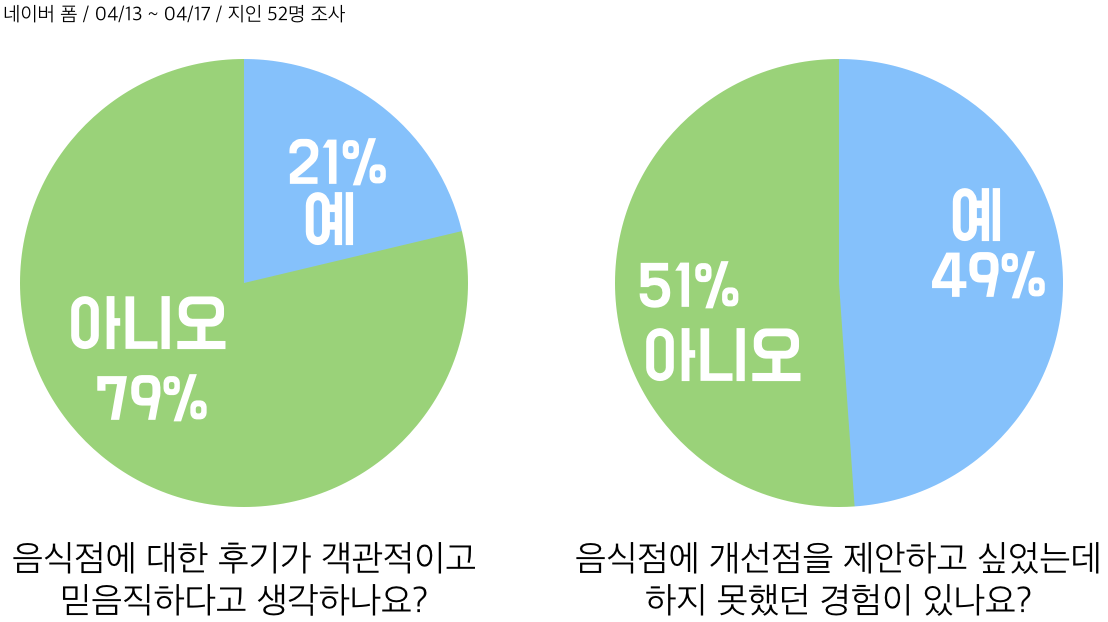 네이버 폼 / 04/13 ~ 04/17 / 지인 52명 조사
21%
예
아니오
79%
음식점에 대한 후기가 객관적이고
믿음직하다고 생각하나요?
예
49%
51%
아니오
음식점에 개선점을 제안하고 싶었는데
하지 못했던 경험이 있나요?